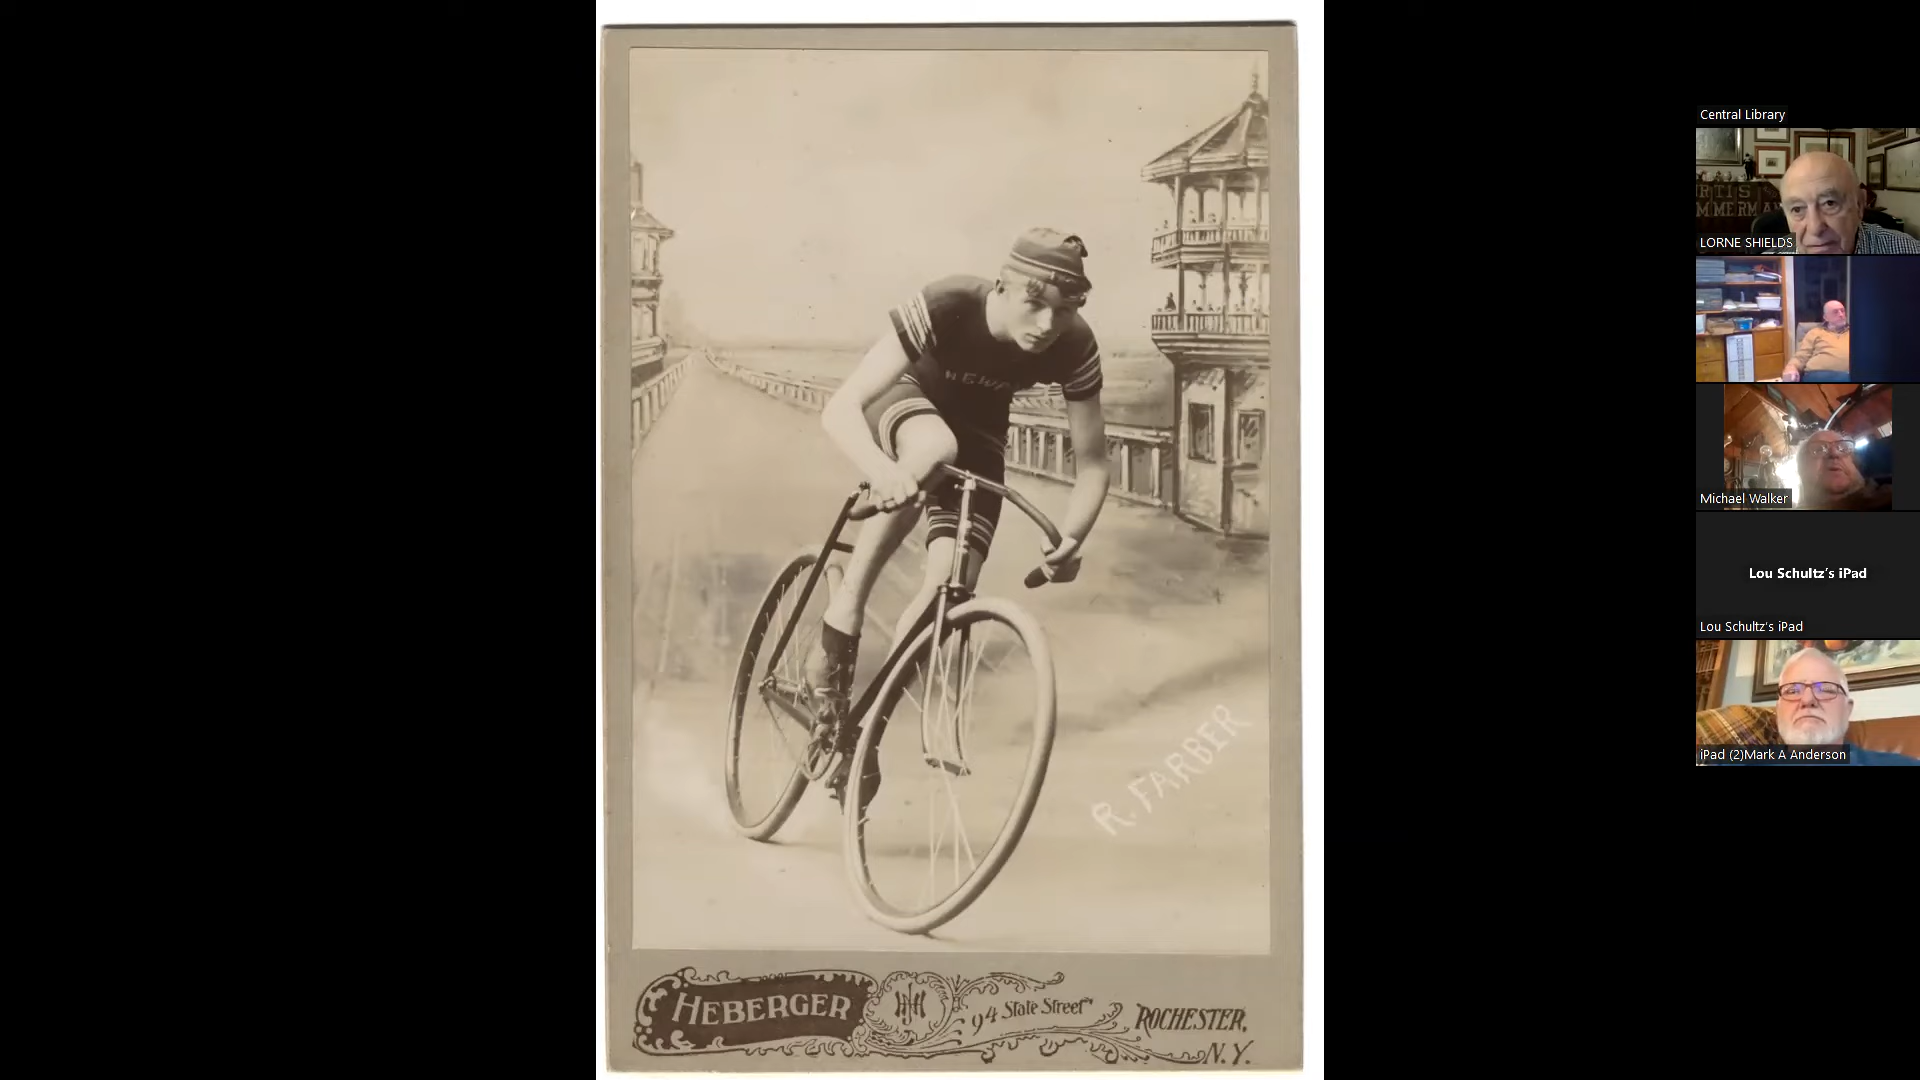 NEWA
R. FARBER
HEBERGER
94 State Street
ROCHESTER,
N.Y.
Central Library
LORNE SHIELDS
Michael Walker
Lou Schultz's iPad
Lou Schultz's iPad
iPad (2)Mark A Anderson